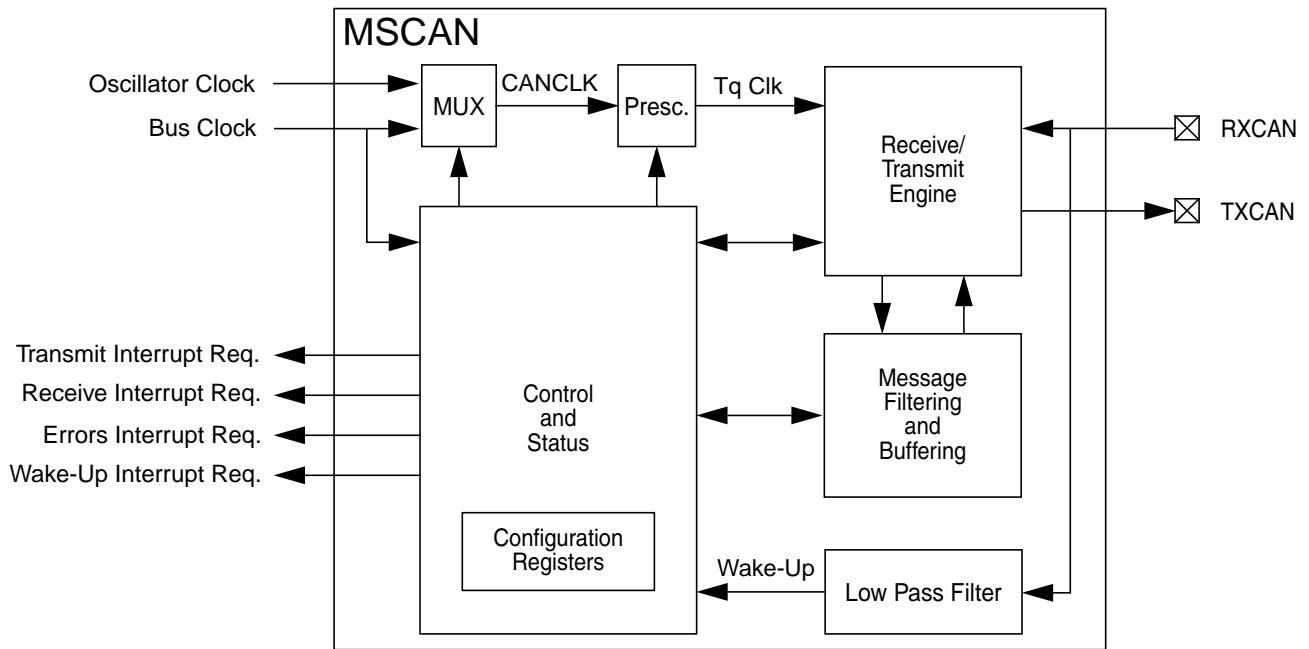 MSCAN
Oscillator Clock
Bus Clock
MUX
CANCLK
Presc.
Tq Clk
Receive/
Transmit
Engine
RXCAN
TXCAN
Transmit Interrupt Req.
Receive Interrupt Req.
Errors Interrupt Req.
Wake-Up Interrupt Req.
Control
and
Status
Message
Filtering
and
Buffering
Configuration
Registers
Wake-Up
Low Pass Filter